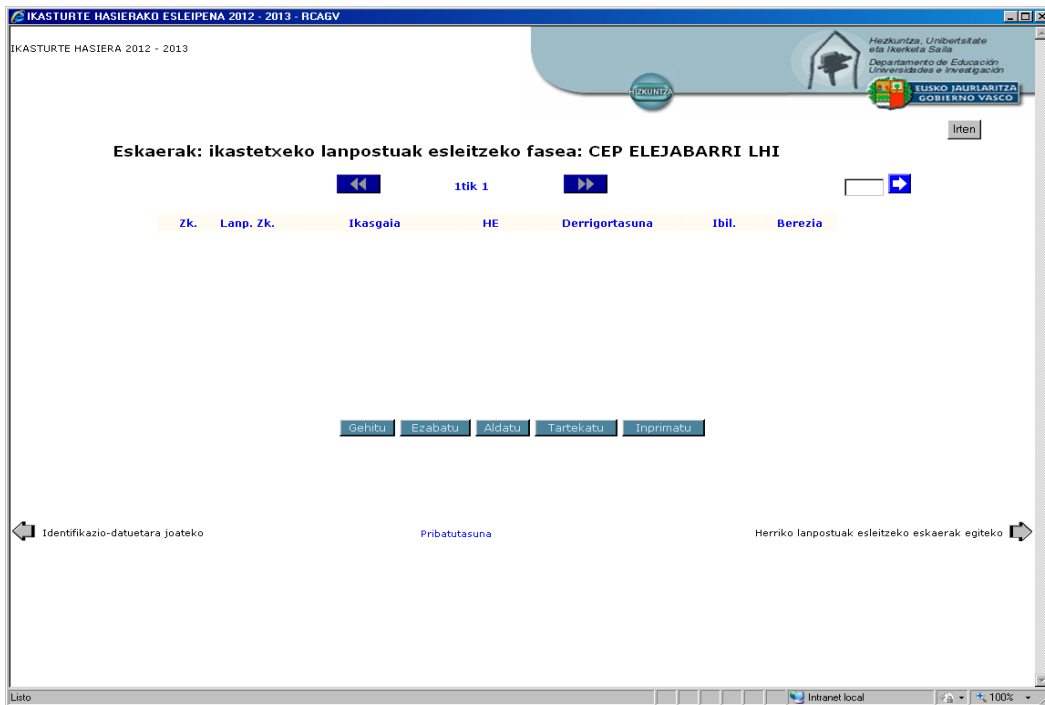 IKASTURTE HASIERAKO ESLEIPENA 2012 - 2013 - RCAGV
IKASTURTE HASIERA 2012 - 2013
Hezkuntza, Unibertsitate
eta Ikerketa Saila
Departamento de Educación
Universidades e Investigación
HIZKUNTZA
EUSKO JAURLARITZA
GOBIERNO VASCO
Irten
Eskaerak: ikastetxeko lanpostuak esleitzeko fasea: CEP ELEJABARRI LHI
1tik 1
Zk. Lanp. Zk. Ikasgaia HE Derrigortasuna Ibil. Berezia
Gehitu Ezabatu Aldatu Tartekatu Inprimatu
Identifikazio-datuetara joateko Pribatutasuna Herriko lanpostuak esleitzeko eskaerak egiteko
Listo Intranet local 100%